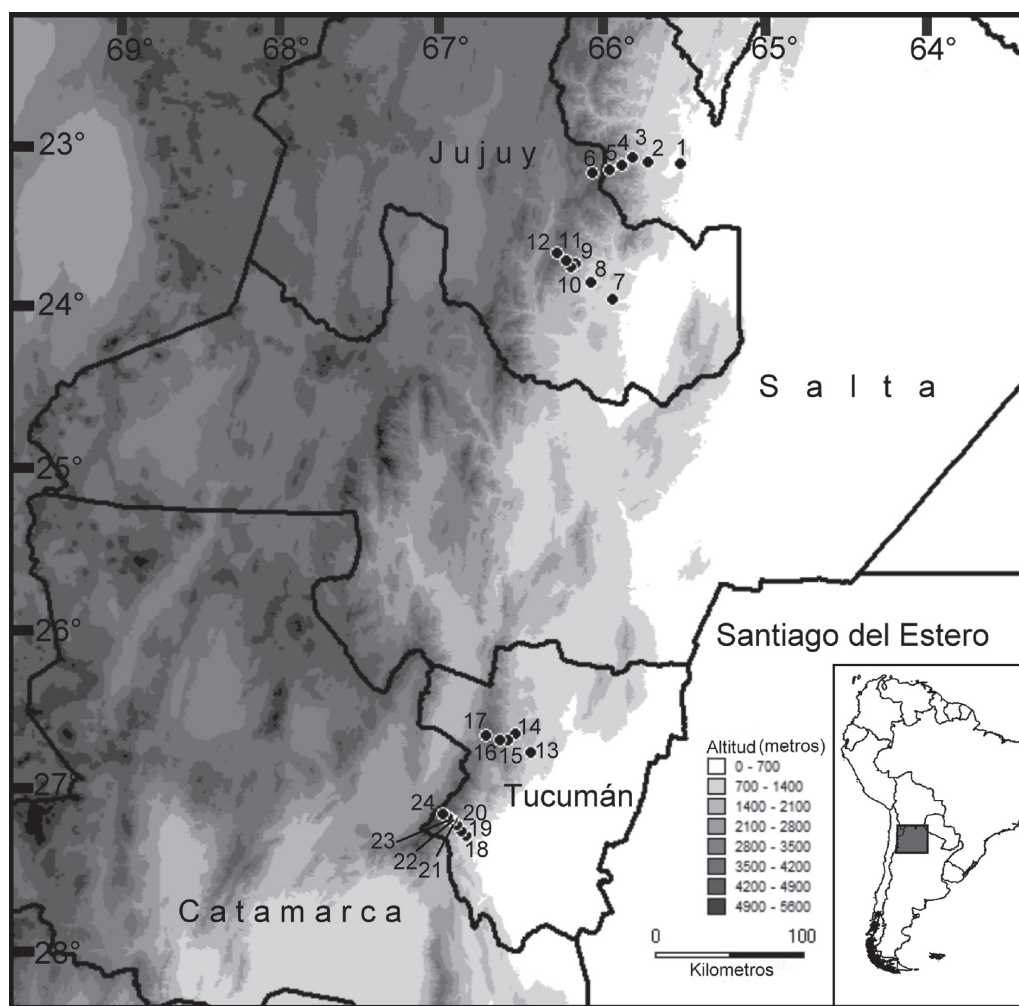 69° 68° 67° 66° 65° 64°
23°
Jujuy
6 5 4 3 2 1
12 11 9
10 8 7
24°
Salta
25°
26°
Santiago del Estero
17 14
16 15 13
27°
Tucumán
24 20
23 19
22 18
21
Catamarca
28°
Altitud (metros)
0 - 700
700 - 1400
1400 - 2100
2100 - 2800
2800 - 3500
3500 - 4200
4200 - 4900
4900 - 5600
0 100
Kilometros